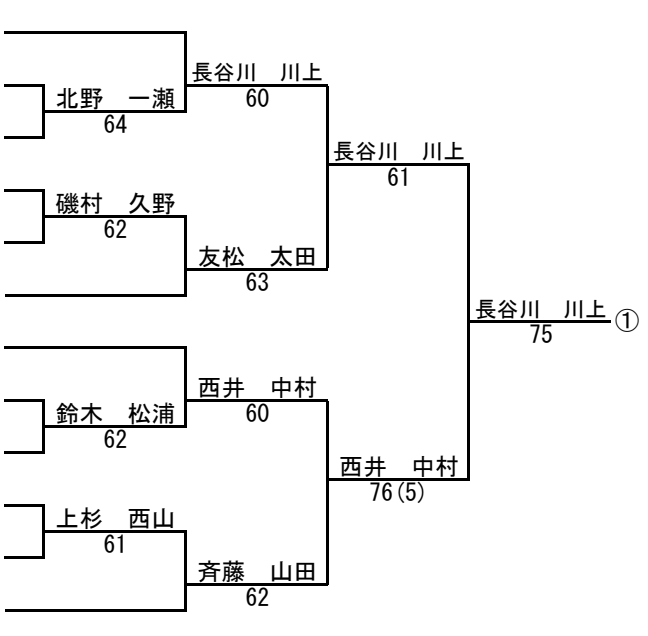 長谷川　川上
60
北野　一瀬
64
長谷川　川上
61
磯村　久野
62
友松　太田
63
長谷川　川上 ①
75
西井　中村
60
鈴木　松浦
62
西井　中村
76(5)
上杉　西山
61
斉藤　山田
62